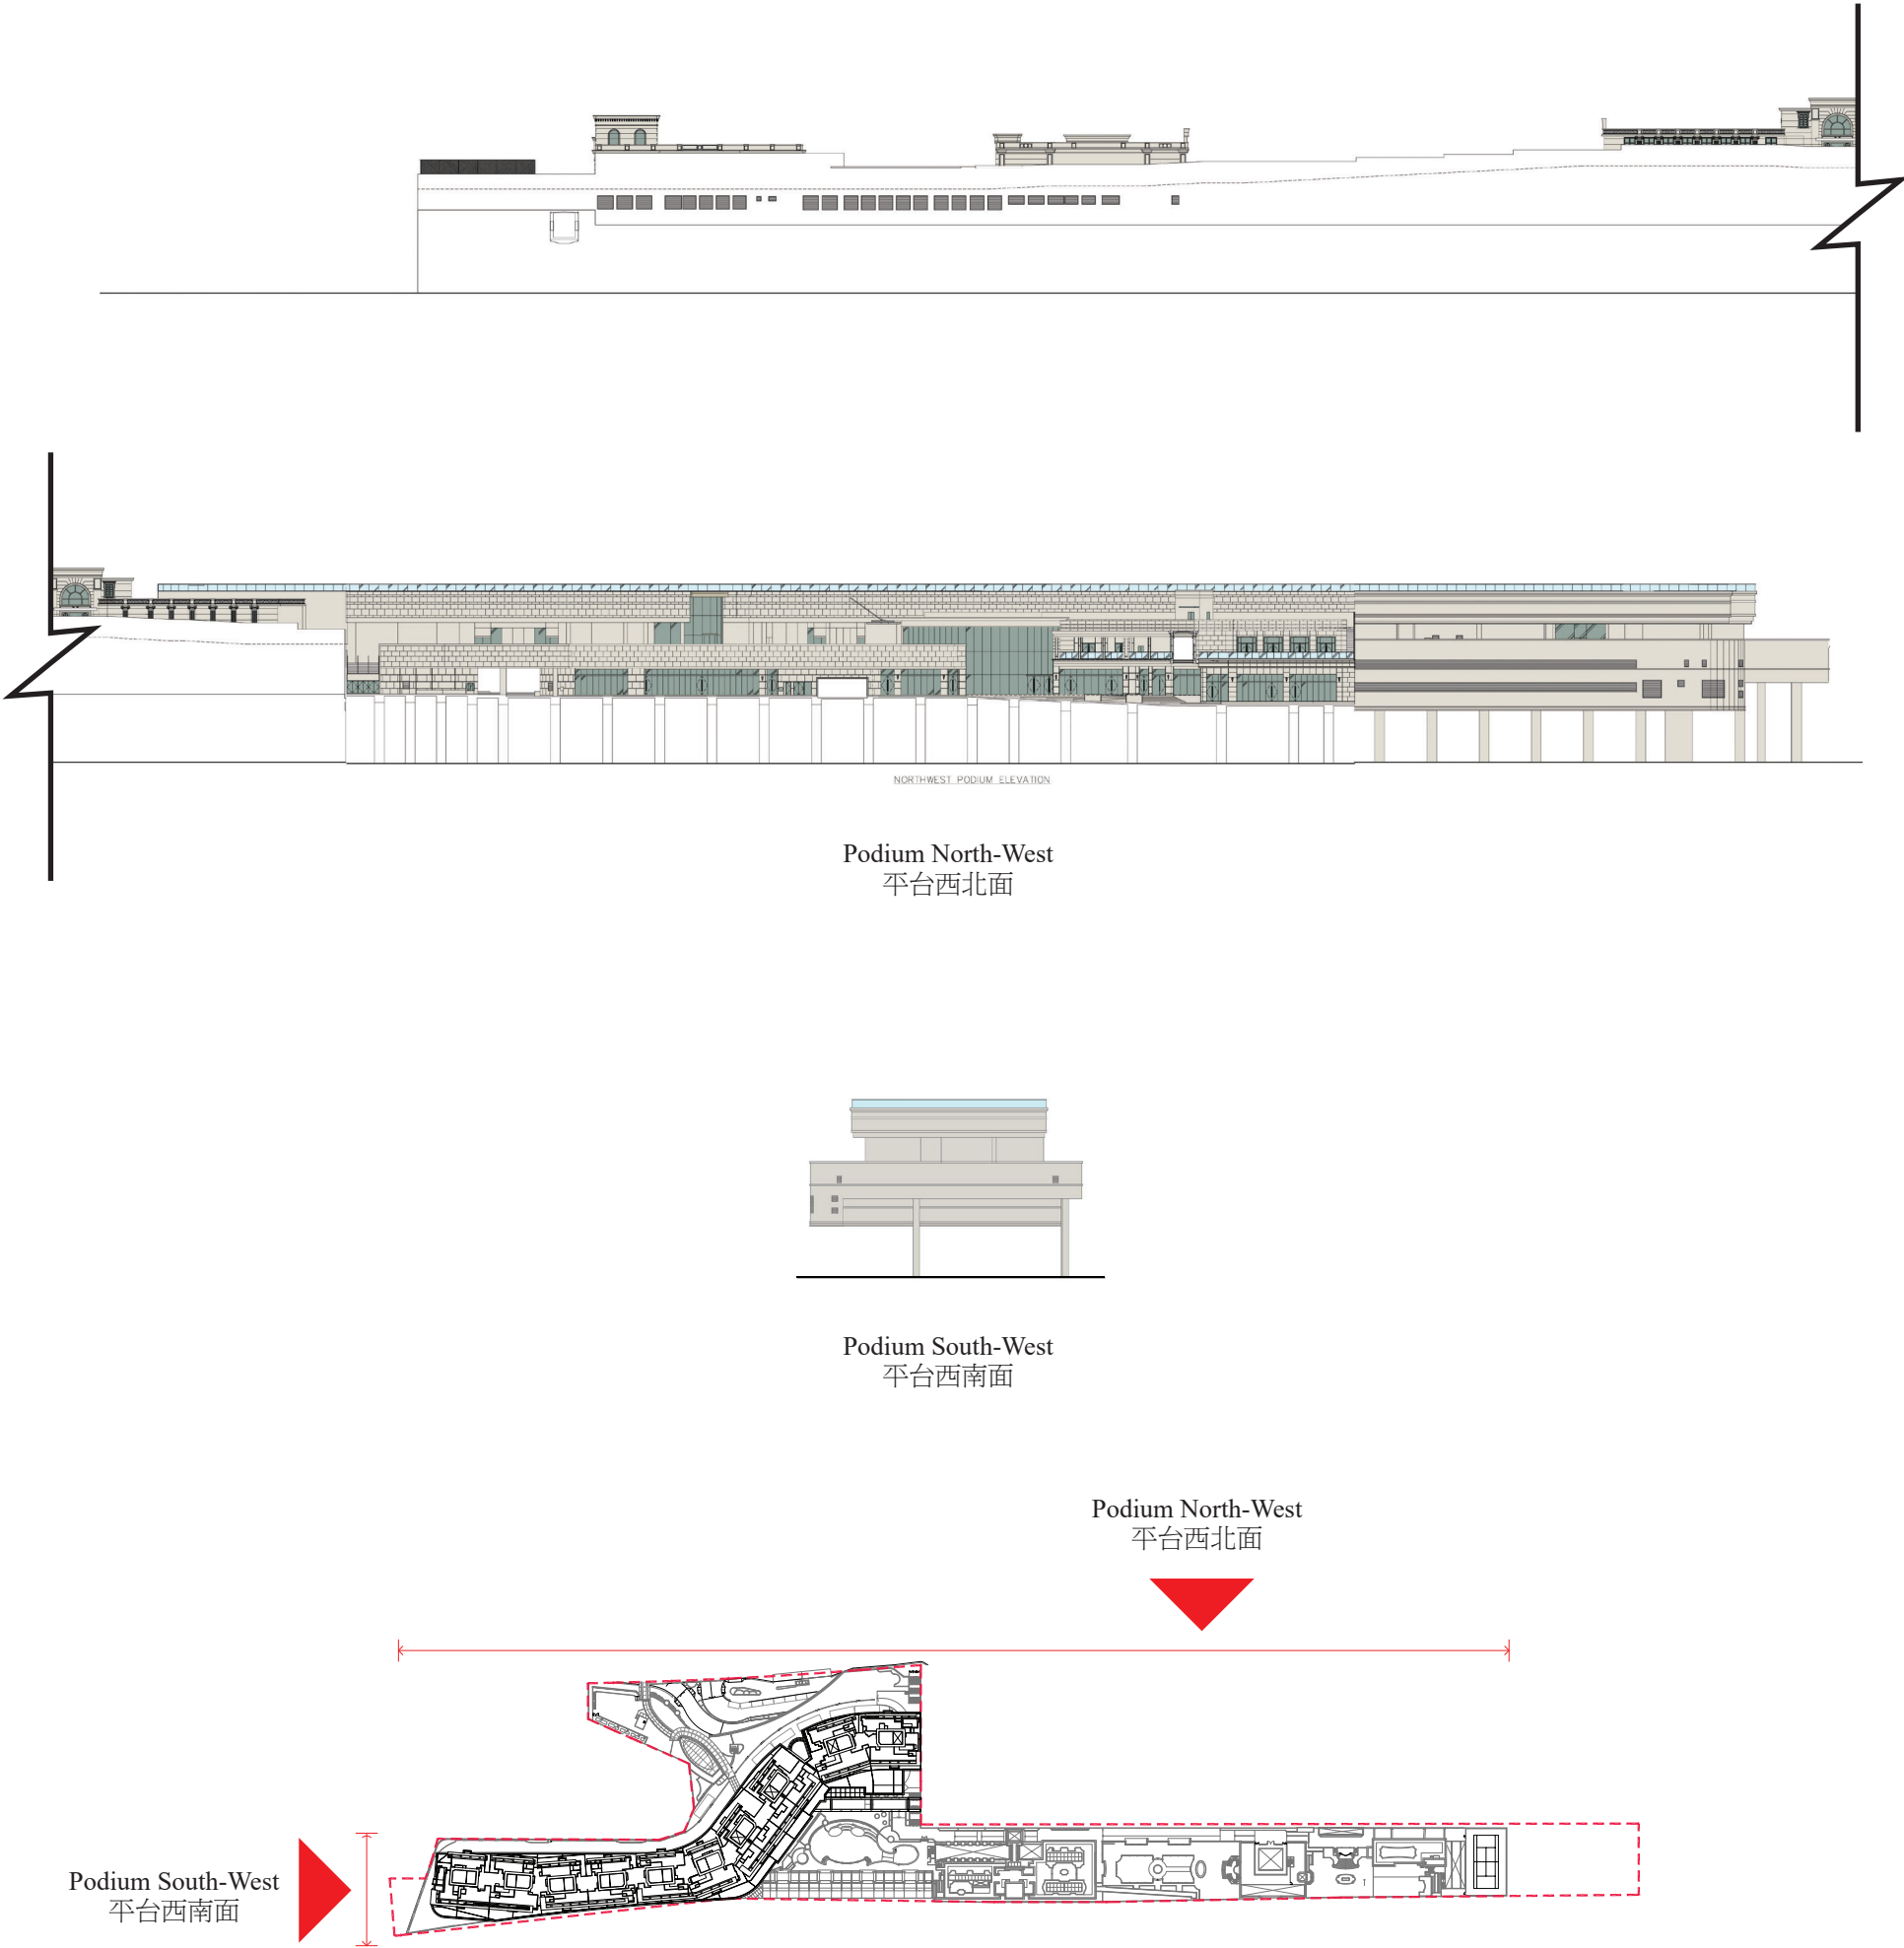 NORTHWEST PODIUM ELEVATION
Podium North-West
平台西北面
Podium South-West
平台西南面
Podium North-West
平台西北面
Podium South-West
平台西南面